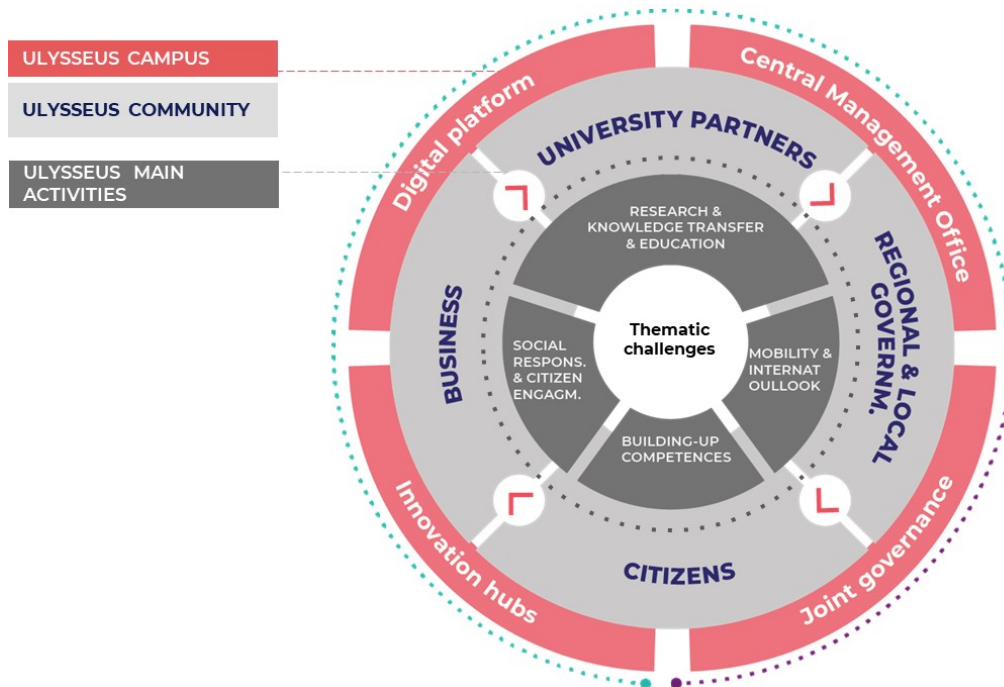 ULYSSEUS CAMPUS
ULYSSEUS COMMUNITY
ULYSSEUS MAIN
ACTIVITIES
Digital platform
Central Management Office
UNIVERSITY PARTNERS
RESEARCH &
KNOWLEDGE TRANSFER
& EDUCATION
BUSINESS
REGIONAL & LOCAL
GOVERNM.
Thematic
challenges
SOCIAL
RESPONS.
& CITIZEN
ENGAGM.
MOBILITY &
INTERNAT
OULLOOK
BUILDING-UP
COMPETENCES
CITIZENS
Innovation hubs
Joint governance